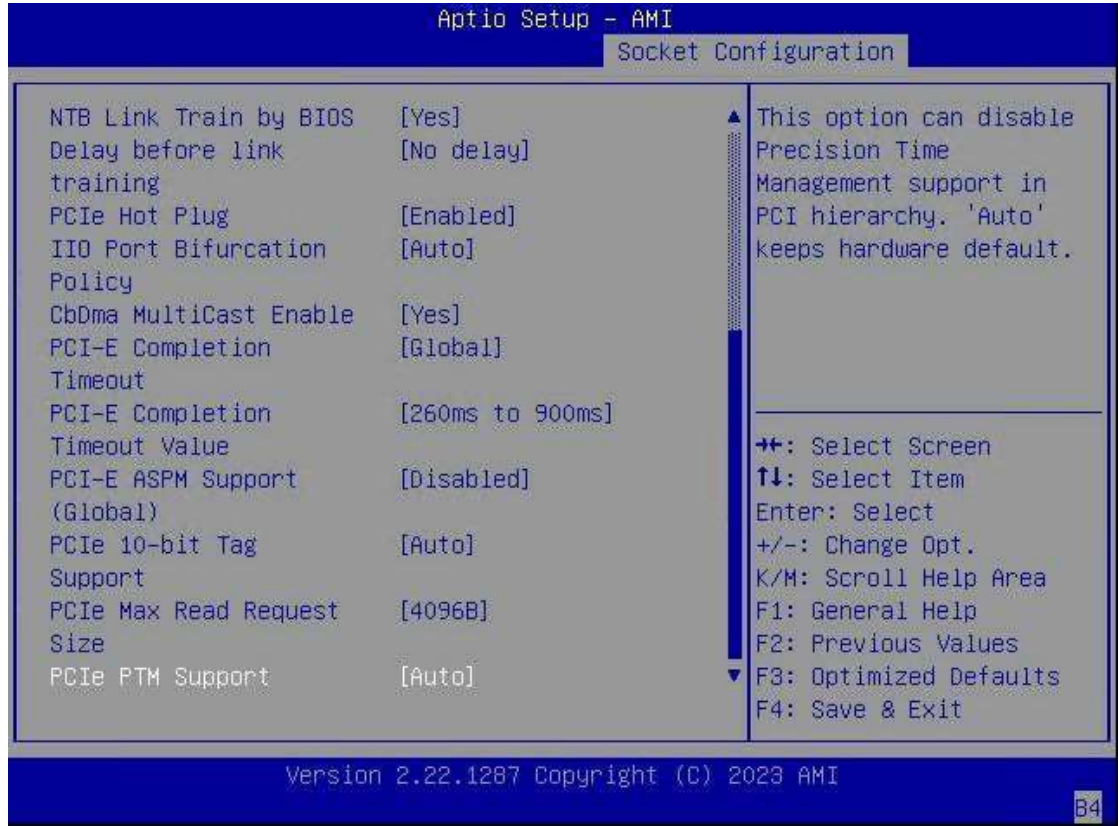 Aptio Setup – AMI
Socket Configuration
NTB Link Train by BIOS [Yes]
Delay before link [No delay]
training
PCIe Hot Plug [Enabled]
IIO Port Bifurcation [Auto]
Policy
CbDma MultiCast Enable [Yes]
PCI-E Completion [Global]
Timeout
PCI-E Completion [260ms to 900ms]
Timeout Value
PCI-E ASPM Support [Disabled]
(Global)
PCIe 10-bit Tag [Auto]
Support
PCIe Max Read Request [4096B]
Size
PCIe PTM Support [Auto]
This option can disable
Precision Time
Management support in
PCI hierarchy. 'Auto'
keeps hardware default.
→←: Select Screen
↑↓: Select Item
Enter: Select
+/-: Change Opt.
K/M: Scroll Help Area
F1: General Help
F2: Previous Values
F3: Optimized Defaults
F4: Save & Exit
Version 2.22.1287 Copyright (C) 2023 AMI
B4